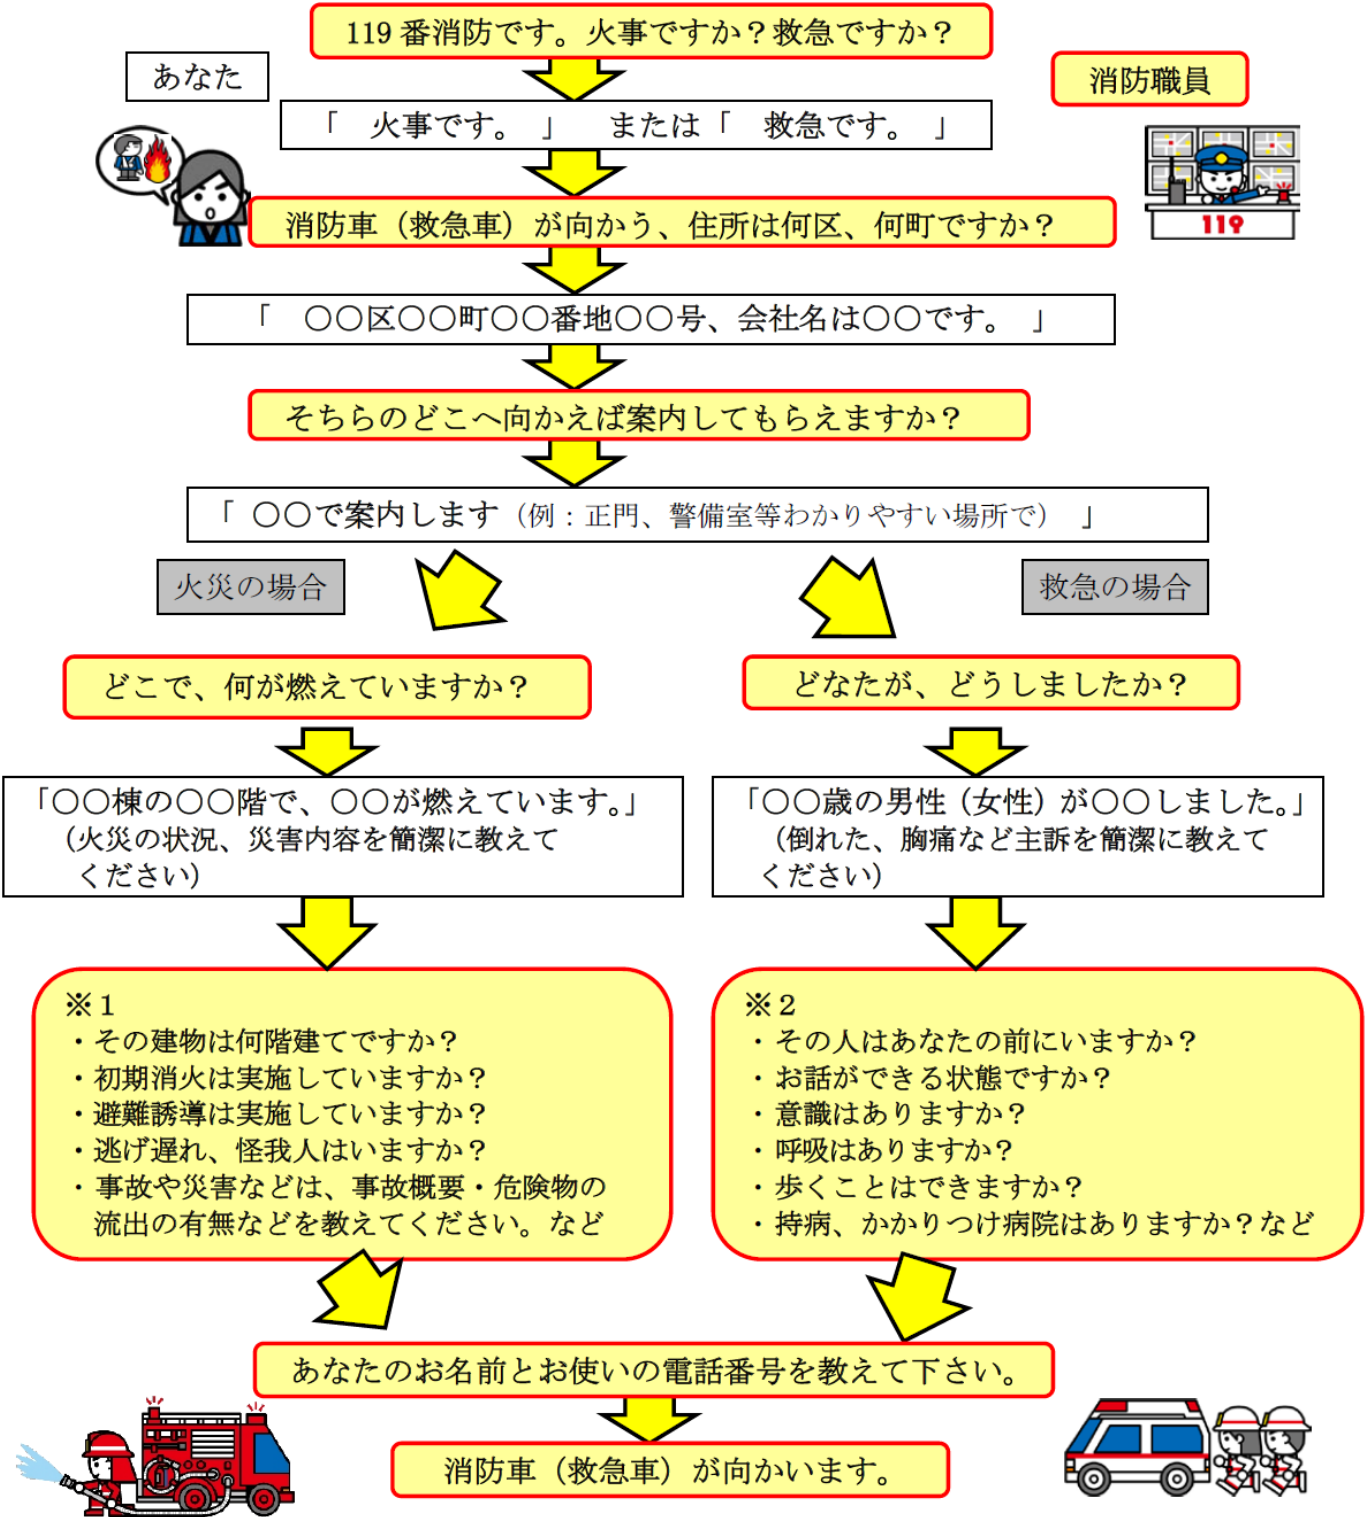 119番消防です。火事ですか？救急ですか？
あなた
消防職員
「　火事です。　」　または「　救急です。　」
119
消防車（救急車）が向かう、住所は何区、何町ですか？
「　〇〇区〇〇町〇〇番地〇〇号、会社名は〇〇です。　」
そちらのどこへ向かえば案内してもらえますか？
「　〇〇で案内します（例：正門、警備室等わかりやすい場所で）　」
火災の場合
救急の場合
どこで、何が燃えていますか？
「〇〇棟の〇〇階で、〇〇が燃えています。」
（火災の状況、災害内容を簡潔に教えて
ください）
※１
・その建物は何階建てですか？
・初期消火は実施していますか？
・避難誘導は実施していますか？
・逃げ遅れ、怪我人はいますか？
・事故や災害などは、事故概要・危険物の
流出の有無などを教えてください。など
どなたが、どうしましたか？
「〇〇歳の男性（女性）が〇〇しました。」
（倒れた、胸痛など主訴を簡潔に教えて
ください）
※２
・その人はあなたの前にいますか？
・お話ができる状態ですか？
・意識はありますか？
・呼吸はありますか？
・歩くことはできますか？
・持病、かかりつけ病院はありますか？など
あなたのお名前とお使いの電話番号を教えて下さい。
消防車（救急車）が向かいます。